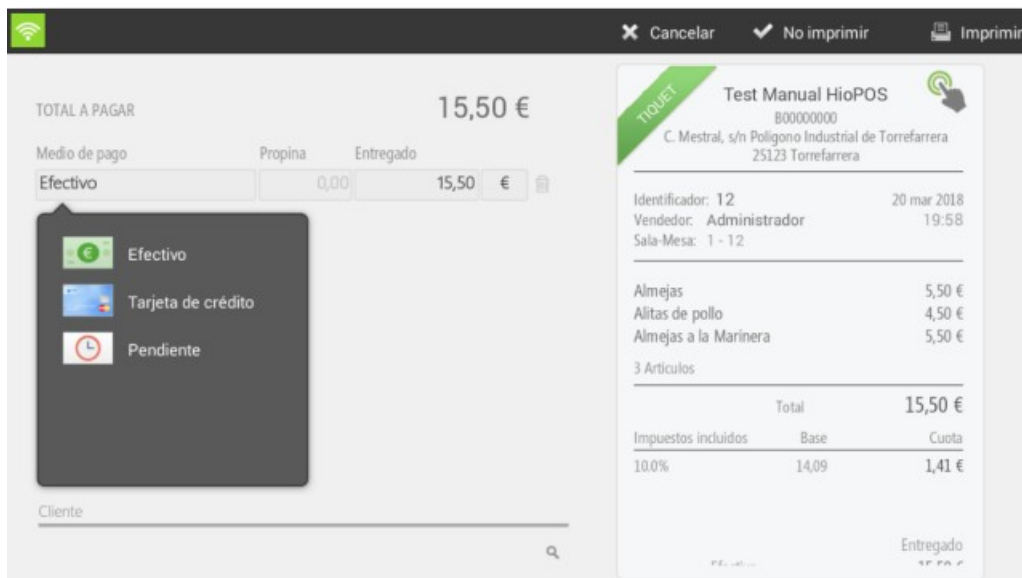 Cancelar No imprimir Imprimir
TOTAL A PAGAR 15,50 €
Medio de pago Propina Entregado
Efectivo 0,00 15,50 €
Efectivo
Tarjeta de crédito
Pendiente
Cliente
TIQUET
Test Manual HioPOS
B00000000
C. Mestral, s/n Poligono Industrial de Torrefarrera
25123 Torrefarrera
Identificador: 12 20 mar 2018
Vendedor: Administrador 19:58
Sala-Mesa: 1 - 12
Almejas 5,50 €
Alitas de pollo 4,50 €
Almejas a la Marinera 5,50 €
3 Artículos
Total 15,50 €
Impuestos incluidos Base Cuota
10.0% 14,09 1,41 €
Entregado